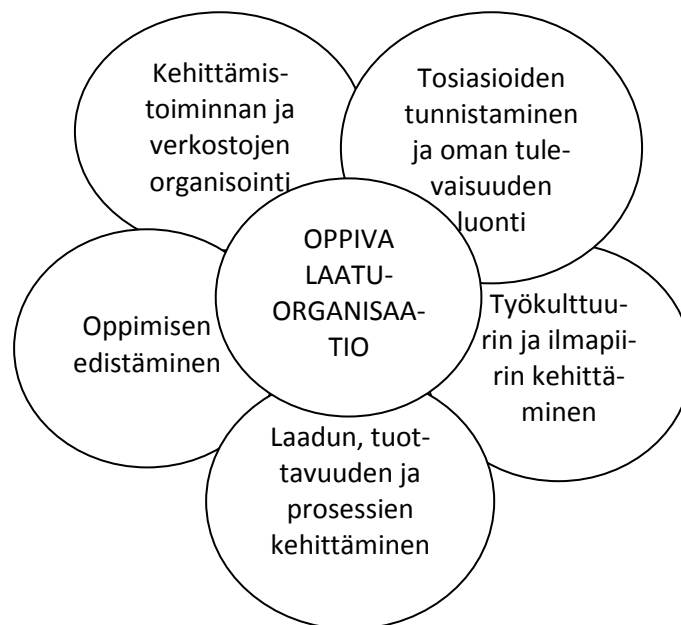 Kehittämis-
toiminnan ja
verkostojen
organisointi
Tosiasioiden
tunnistaminen
ja oman tule-
vaisuuden
luonti
OPPIVA
LAATU-
ORGANISAA-
TIO
Oppimisen
edistäminen
Työkulttuu-
rin ja ilmapii-
rin kehittä-
minen
Laadun, tuot-
tavuuden ja
prosessien
kehittäminen